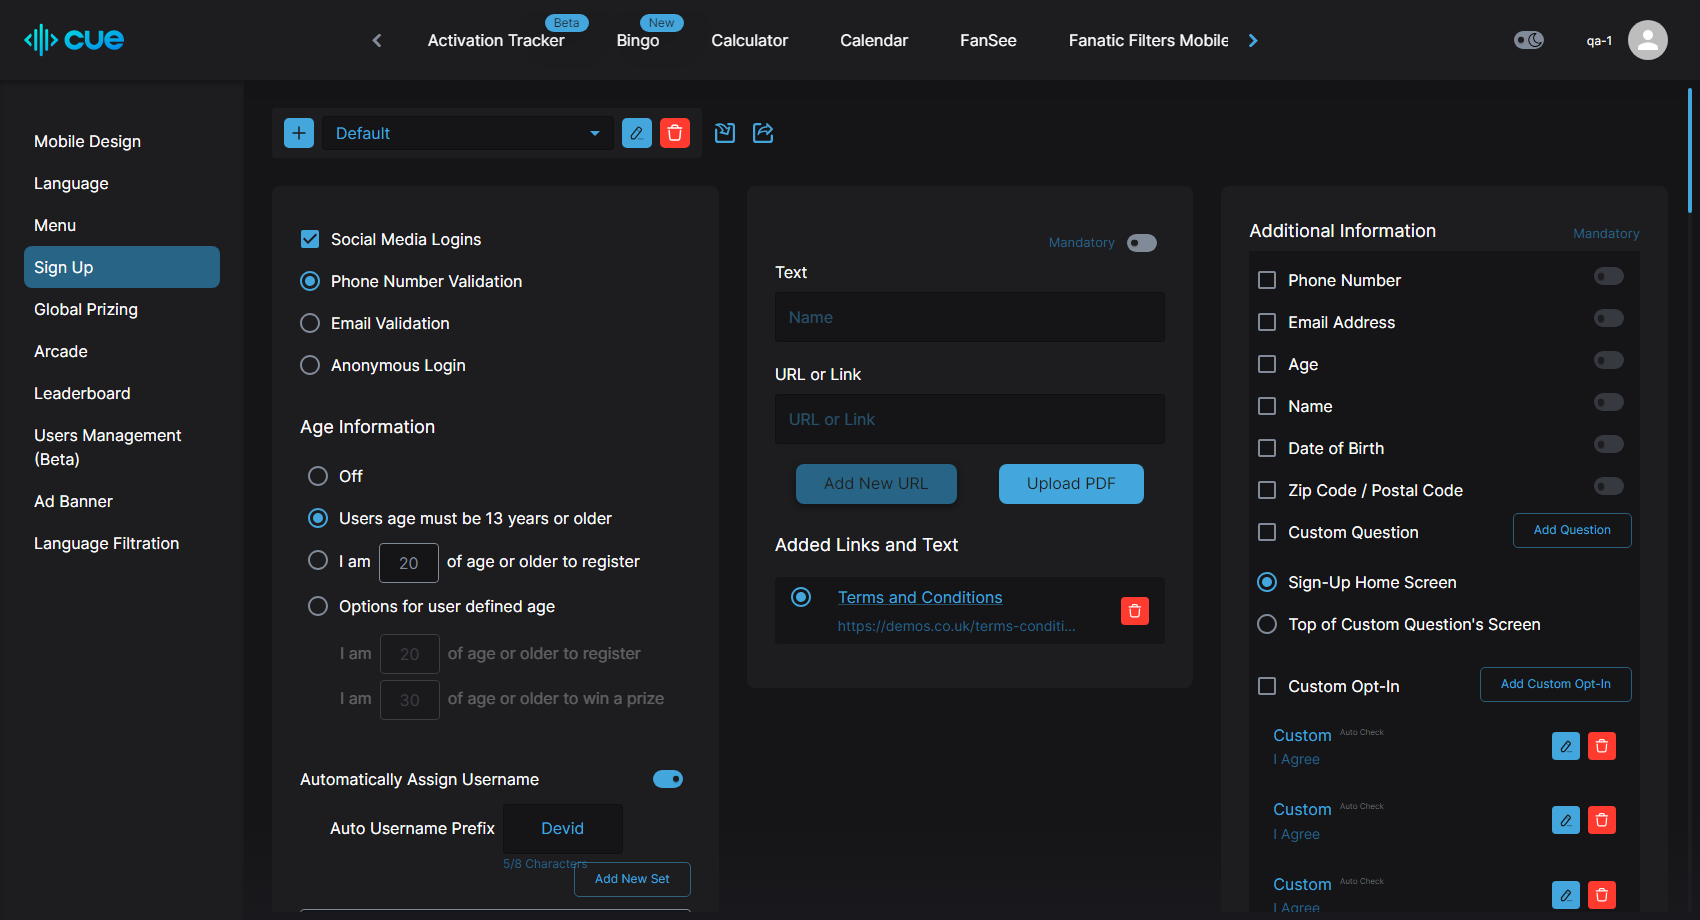 cue
Activation Tracker
Beta
Bingo
New
Calculator
Calendar
FanSee
Fanatic Filters Mobile
qa-1
Mobile Design
Language
Menu
Sign Up
Global Prizing
Arcade
Leaderboard
Users Management
(Beta)
Ad Banner
Language Filtration
Default
Social Media Logins
Phone Number Validation
Email Validation
Anonymous Login
Age Information
Off
Users age must be 13 years or older
I am 20 of age or older to register
Options for user defined age
I am 20 of age or older to register
I am 30 of age or older to win a prize
Automatically Assign Username
Auto Username Prefix Devid
5/8 Characters
Add New Set
Mandatory
Text
Name
URL or Link
URL or Link
Add New URL
Upload PDF
Added Links and Text
Terms and Conditions
https://demos.co.uk/terms-conditi...
Additional Information
Mandatory
Phone Number
Email Address
Age
Name
Date of Birth
Zip Code / Postal Code
Custom Question
Add Question
Sign-Up Home Screen
Top of Custom Question's Screen
Custom Opt-In
Add Custom Opt-In
Custom Auto Check
I Agree
Custom Auto Check
I Agree
Custom Auto Check
I Agree